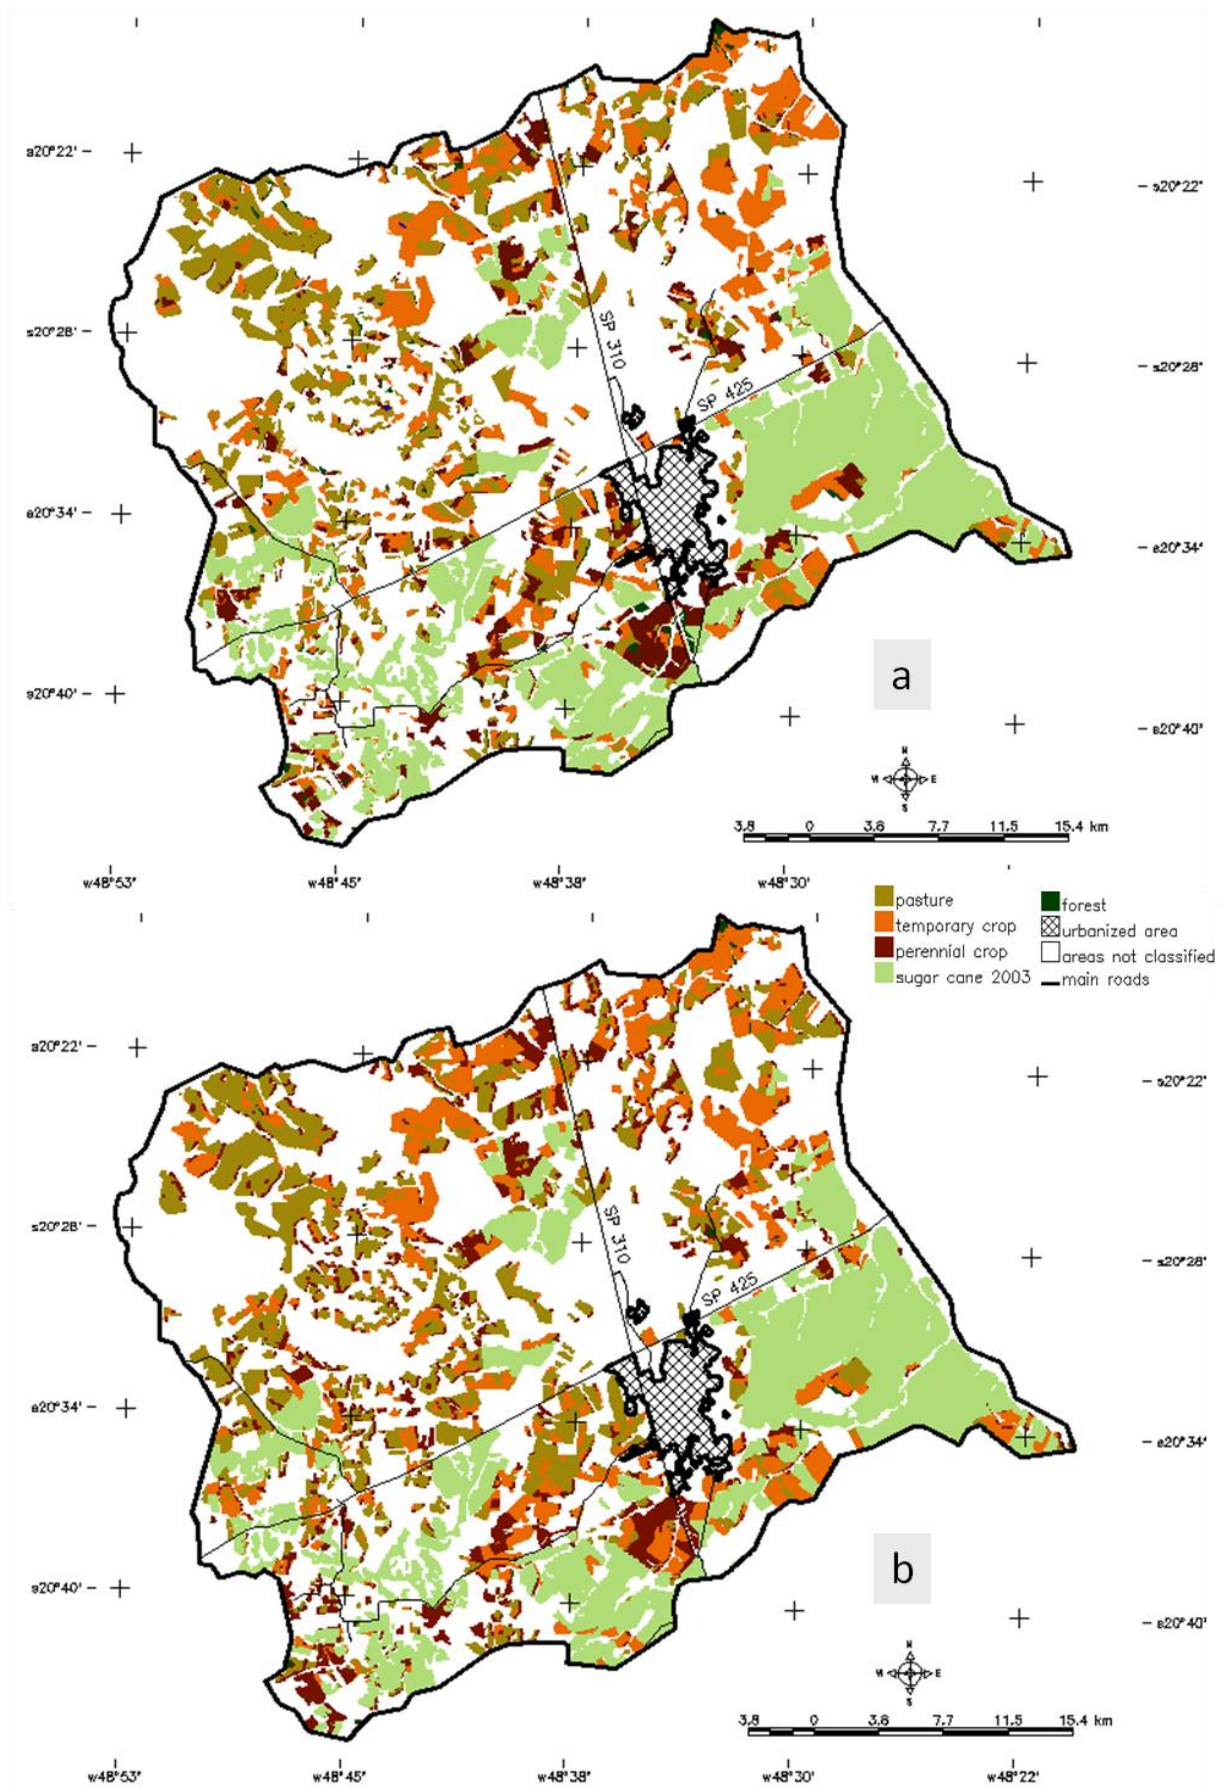 s20°22'
s20°22'
s20°28'
SP 310
s20°28'
SP 425
s20°34'
s20°34'
a
s20°40'
s20°40'
N
W E
S
3.8 0 3.8 7.7 11.5 15.4 km
w48°53' w48°45' w48°38' w48°30'
pasture
forest
temporary crop
urbanized area
perennial crop
areas not classified
sugar cane 2003
main roads
s20°22'
s20°22'
s20°28'
SP 310
s20°28'
SP 425
s20°34'
s20°34'
b
s20°40'
s20°40'
N
W E
S
3.8 0 3.8 7.7 11.5 15.4 km
w48°53' w48°45' w48°38' w48°30' w48°22'